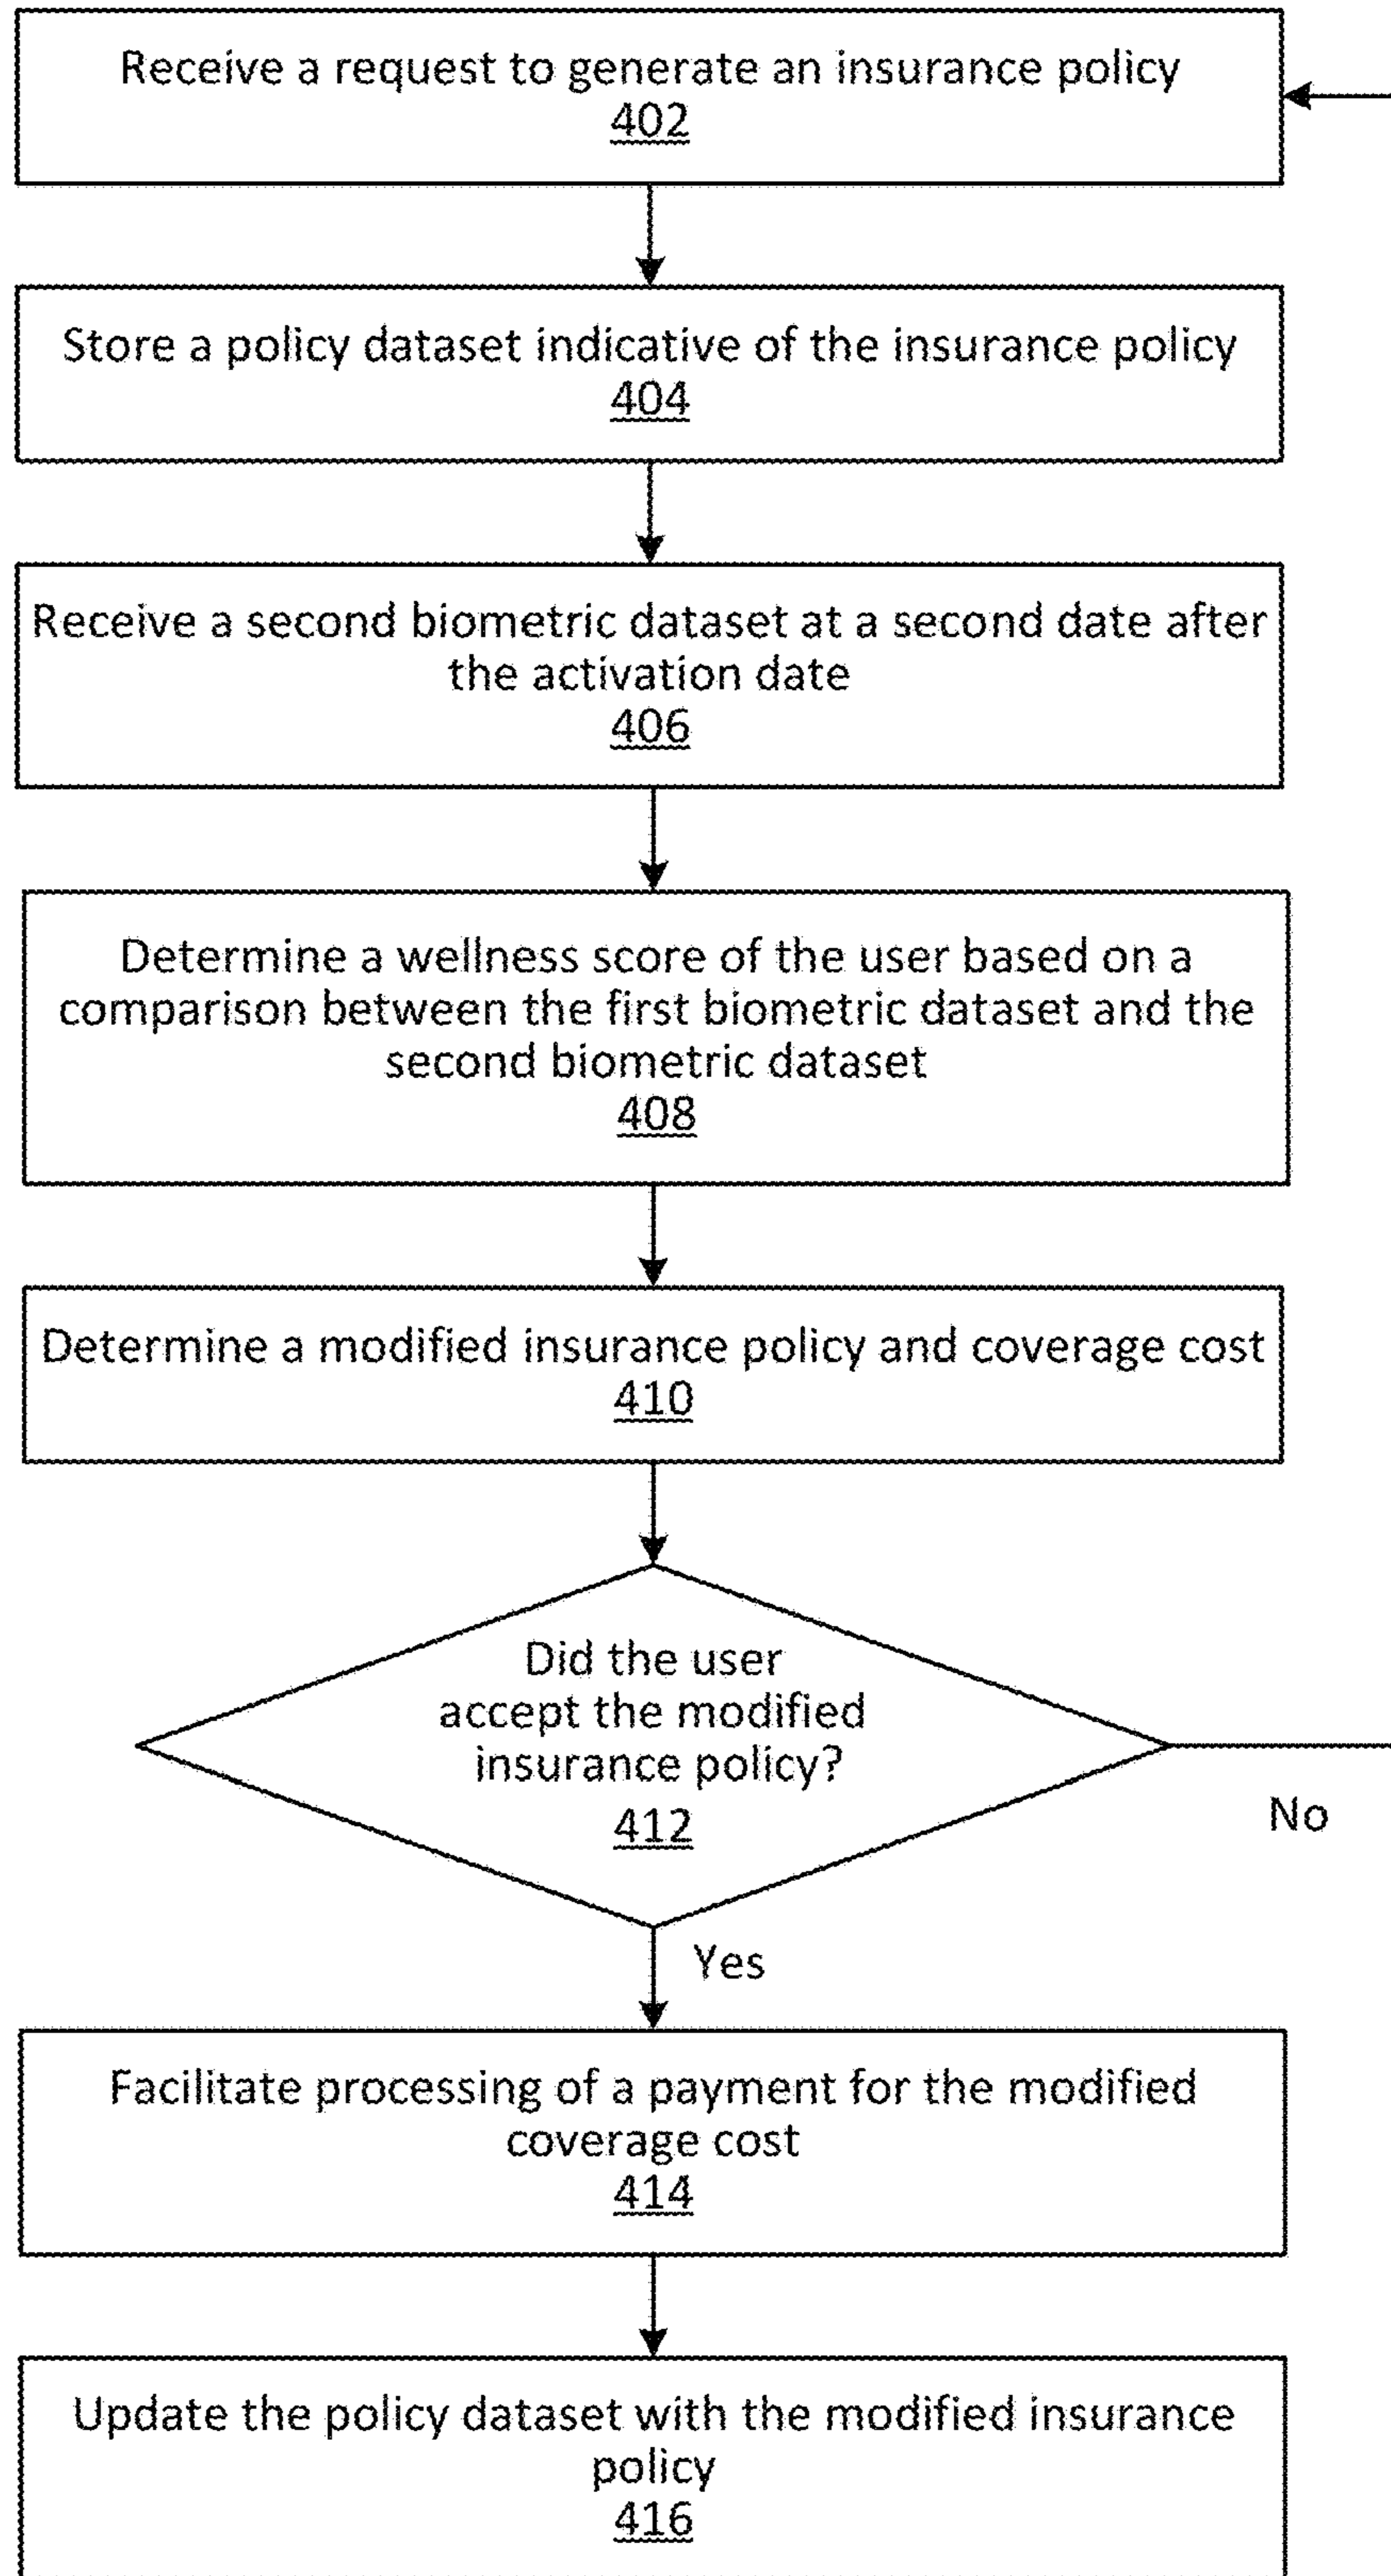 Receive a request to generate an insurance policy
402
Store a policy dataset indicative of the insurance policy
404
Receive a second biometric dataset at a second date after
the activation date
406
Determine a wellness score of the user based on a
comparison between the first biometric dataset and the
second biometric dataset
408
Determine a modified insurance policy and coverage cost
410
Did the user
accept the modified
insurance policy?
412
No
Yes
Facilitate processing of a payment for the modified
coverage cost
414
Update the policy dataset with the modified insurance
policy
416